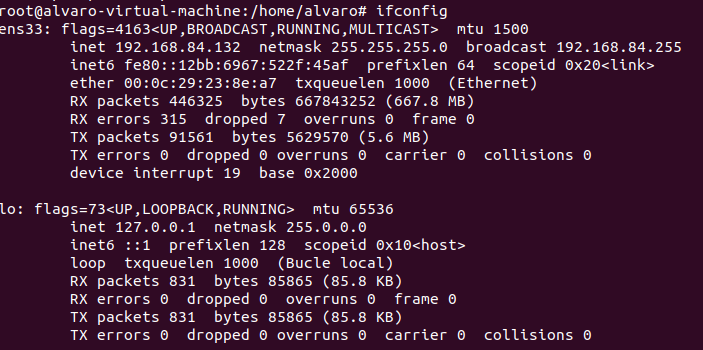 root@alvaro-virtual-machine:/home/alvaro# ifconfig
ens33: flags=4163<UP,BROADCAST,RUNNING,MULTICAST>  mtu 1500
        inet 192.168.84.132  netmask 255.255.255.0  broadcast 192.168.84.255
        inet6 fe80::12bb:6967:522f:45af  prefixlen 64  scopeid 0x20<link>
        ether 00:0c:29:23:8e:a7  txqueuelen 1000  (Ethernet)
        RX packets 446325  bytes 667843252 (667.8 MB)
        RX errors 315  dropped 7  overruns 0  frame 0
        TX packets 91561  bytes 5629570 (5.6 MB)
        TX errors 0  dropped 0 overruns 0  carrier 0  collisions 0
        device interrupt 19  base 0x2000
lo: flags=73<UP,LOOPBACK,RUNNING>  mtu 65536
        inet 127.0.0.1  netmask 255.0.0.0
        inet6 ::1  prefixlen 128  scopeid 0x10<host>
        loop  txqueuelen 1000  (Bucle local)
        RX packets 831  bytes 85865 (85.8 KB)
        RX errors 0  dropped 0  overruns 0  frame 0
        TX packets 831  bytes 85865 (85.8 KB)
        TX errors 0  dropped 0 overruns 0  carrier 0  collisions 0